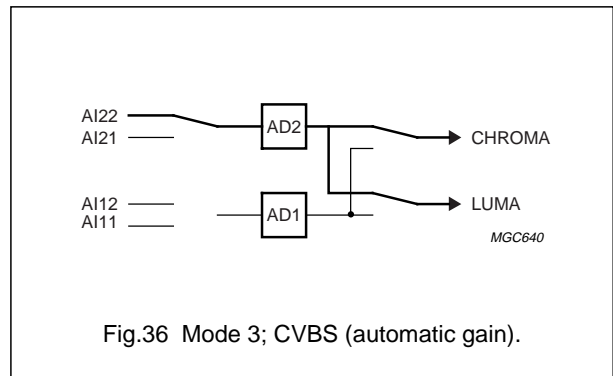 AI22
AI21
AD2
CHROMA
AI12
AI11
AD1
LUMA
MGC640
Fig.36 Mode 3; CVBS (automatic gain).